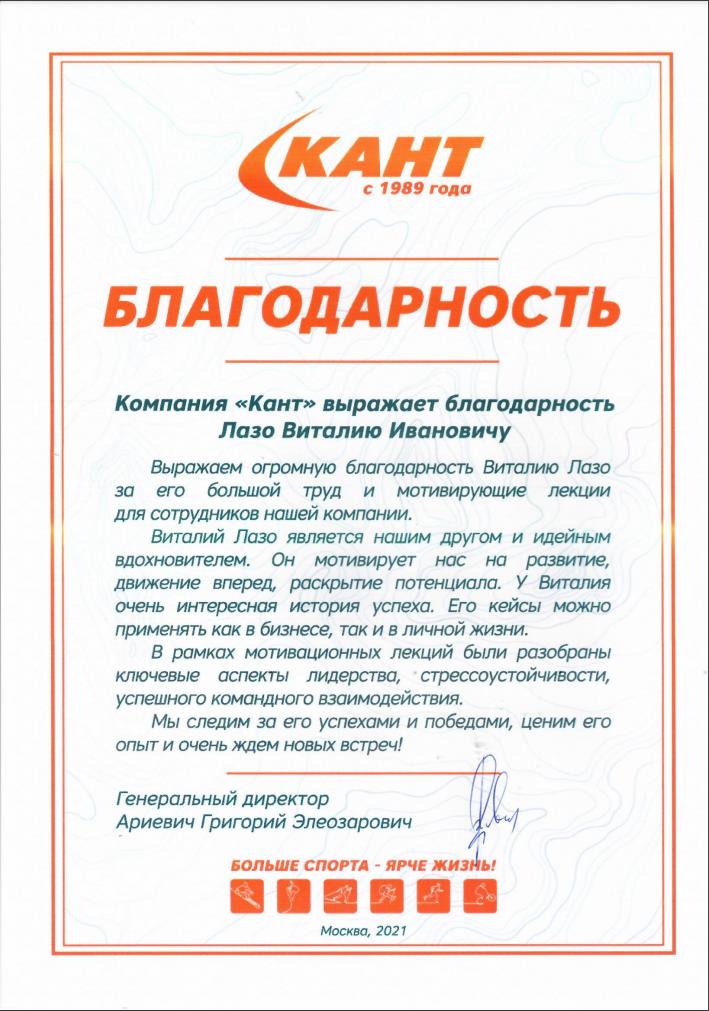 КАНТ
с 1989 года
БЛАГОДАРНОСТЬ
Компания «Кант» выражает благодарность
Лазо Виталию Ивановичу
Выражаем огромную благодарность Виталию Лазо
за его большой труд и мотивирующие лекции
для сотрудников нашей компании.
Виталий Лазо является нашим другом и идейным
вдохновителем. Он мотивирует нас на развитие,
движение вперед, раскрытие потенциала. У Виталия
очень интересная история успеха. Его кейсы можно
применять как в бизнесе, так и в личной жизни.
В рамках мотивационных лекций были разобраны
ключевые аспекты лидерства, стрессоустойчивости,
успешного командного взаимодействия.
Мы следим за его успехами и победами, ценим его
опыт и очень ждем новых встреч!
Генеральный директор
Ариевич Григорий Элеозарович
БОЛЬШЕ СПОРТА - ЯРЧЕ ЖИЗНЬ!
Москва, 2021